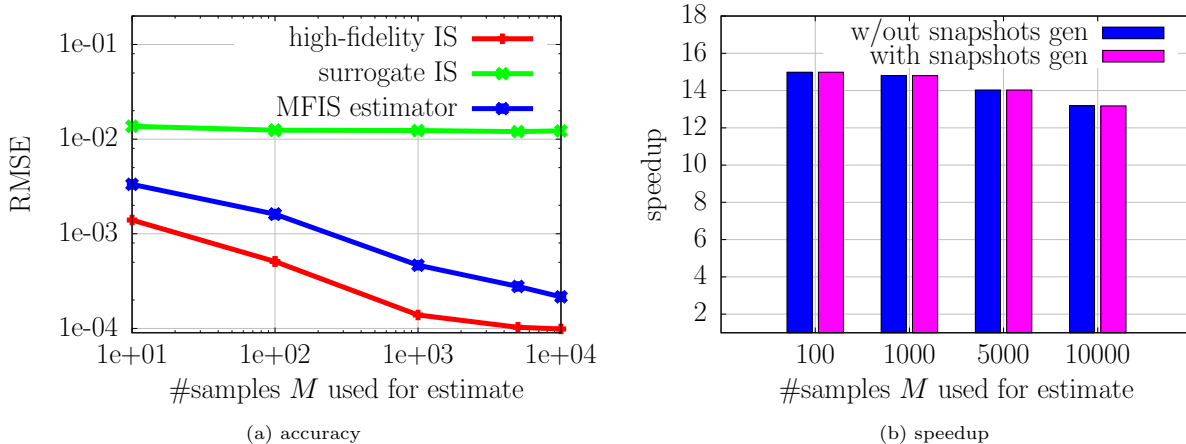 1e-01
1e-02
1e-03
1e-04
RMSE
high-fidelity IS
surrogate IS
MFIS estimator
1e+01 1e+02 1e+03 1e+04
#samples M used for estimate
(a) accuracy
18
16
14
12
10
8
6
4
2
speedup
w/out snapshots gen
with snapshots gen
100 1000 5000 10000
#samples M used for estimate
(b) speedup